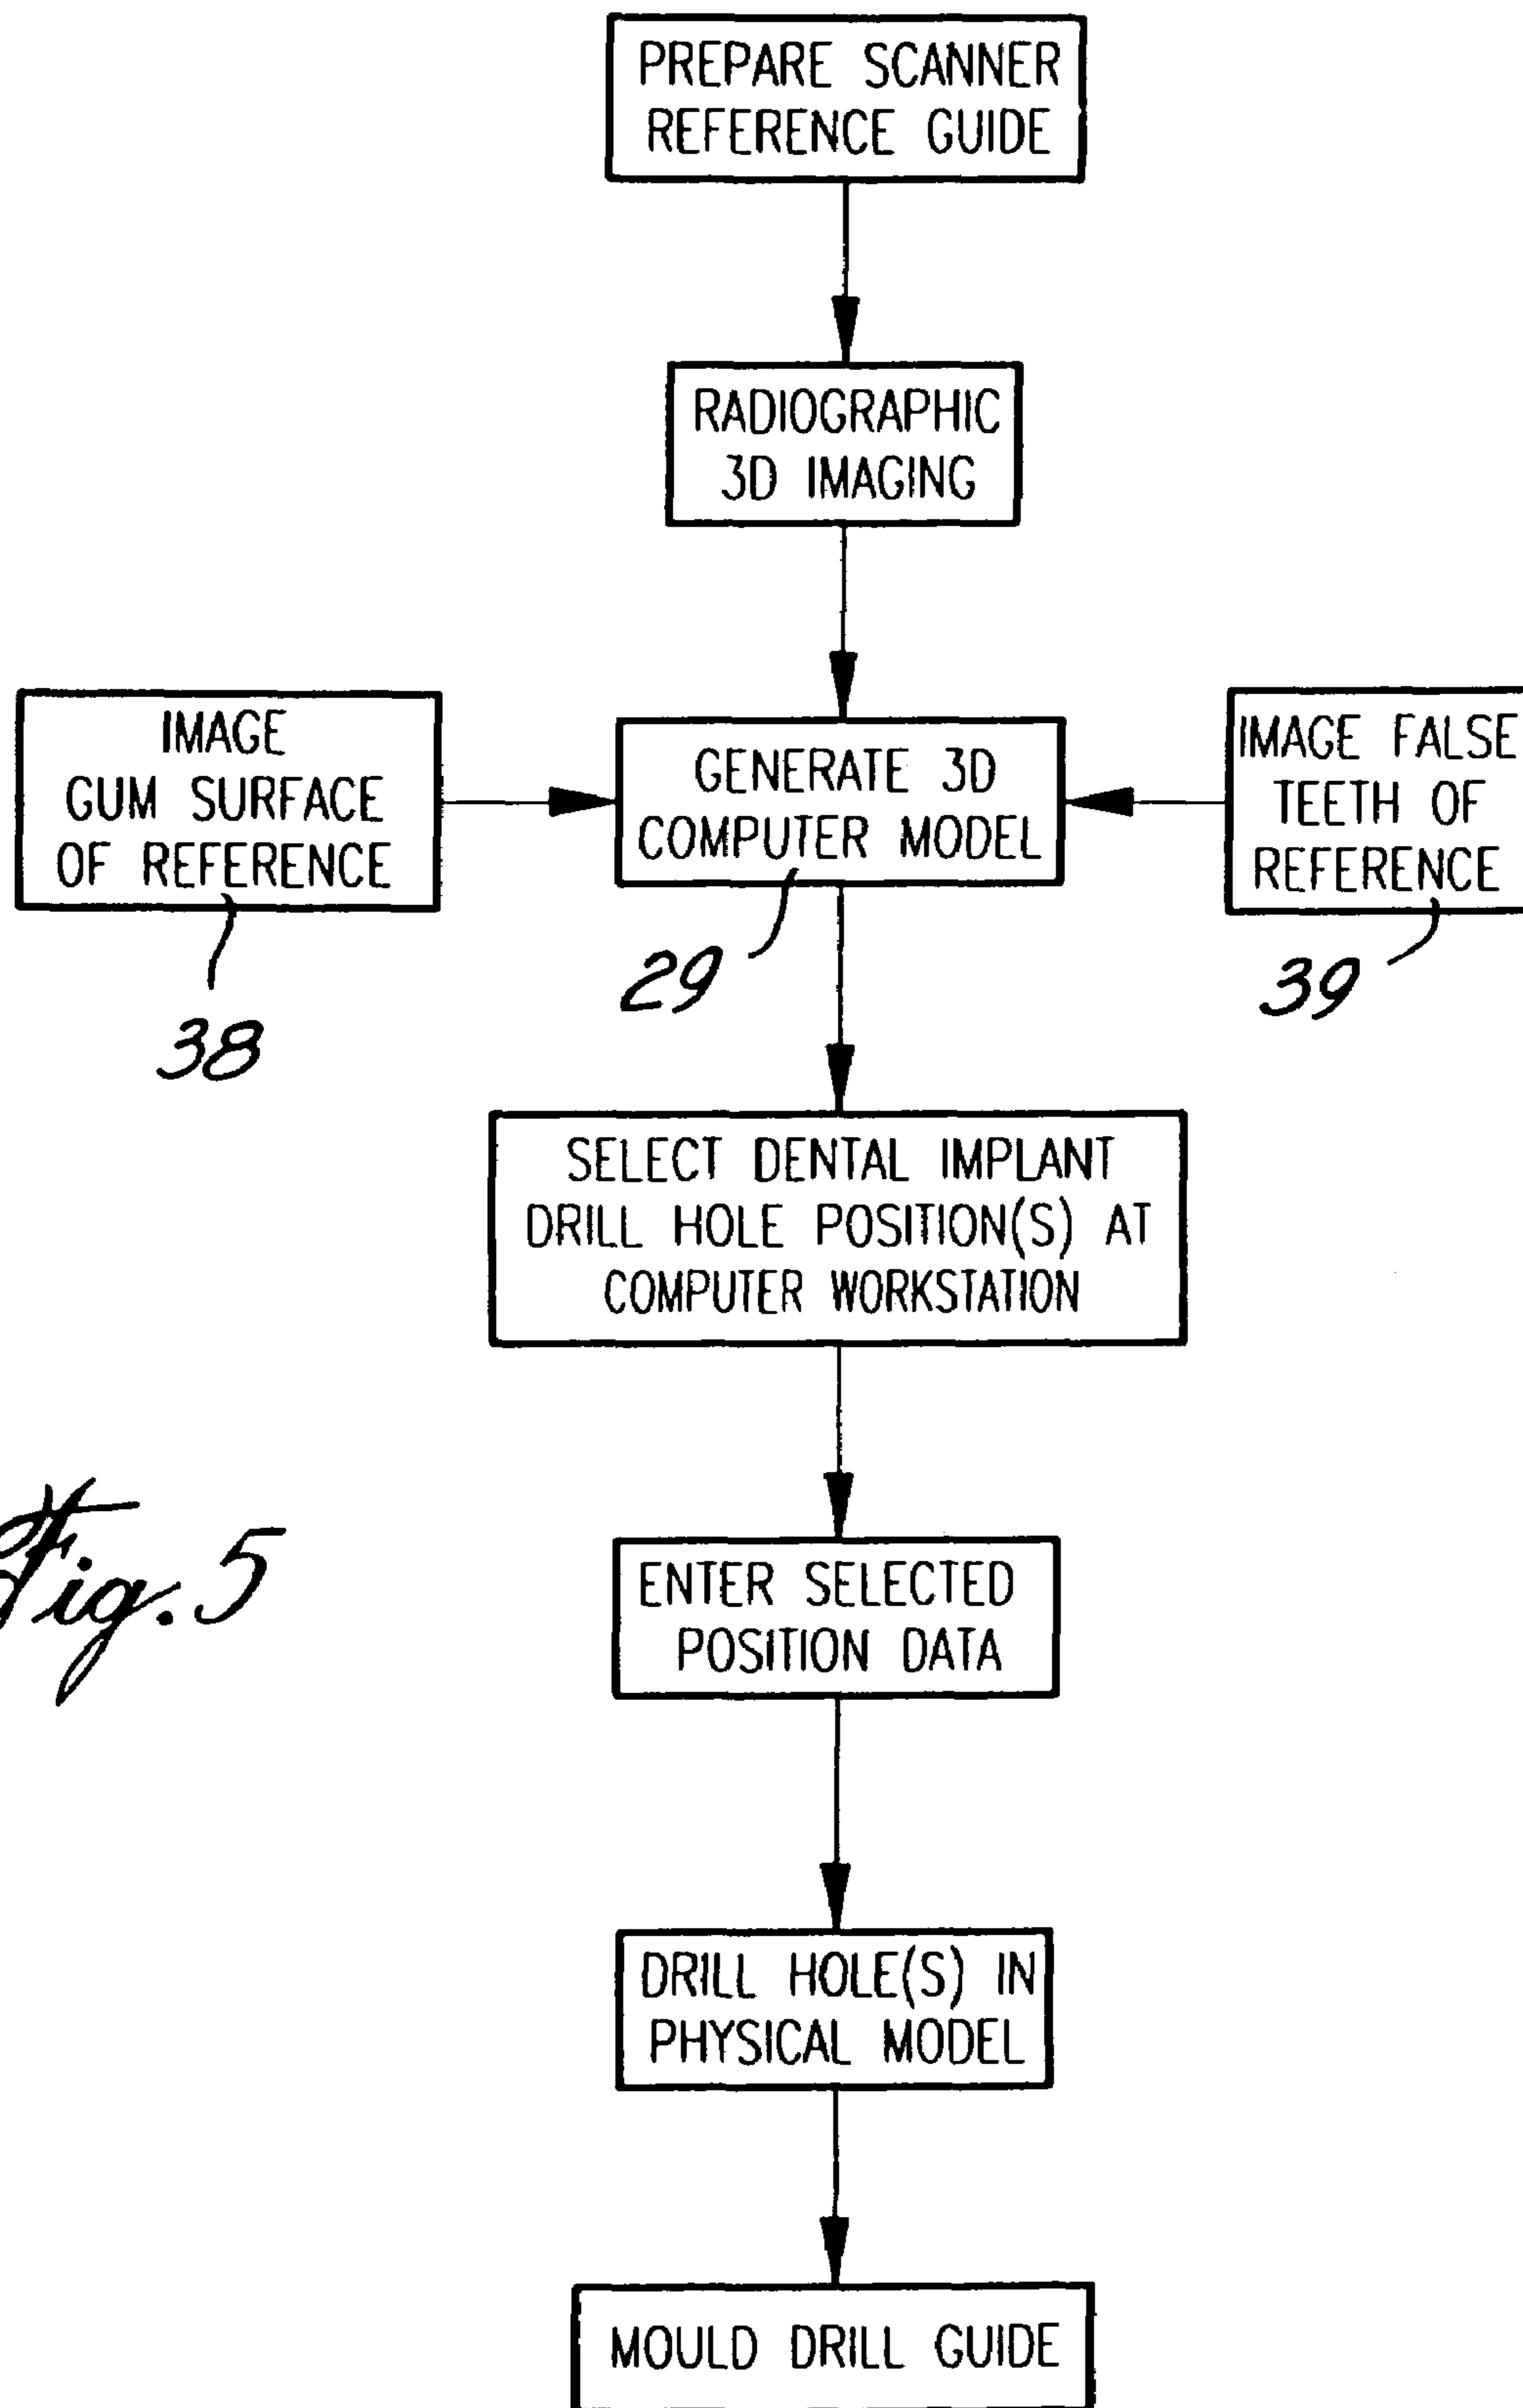 PREPARE SCANNER
REFERENCE GUIDE
RADIOGRAPHIC
3D IMAGING
IMAGE
GUM SURFACE
OF REFERENCE
38
GENERATE 3D
COMPUTER MODEL
29
IMAGE FALSE
TEETH OF
REFERENCE
39
SELECT DENTAL IMPLANT
DRILL HOLE POSITION(S) AT
COMPUTER WORKSTATION
ENTER SELECTED
POSITION DATA
Fig. 5
DRILL HOLE(S) IN
PHYSICAL MODEL
MOULD DRILL GUIDE